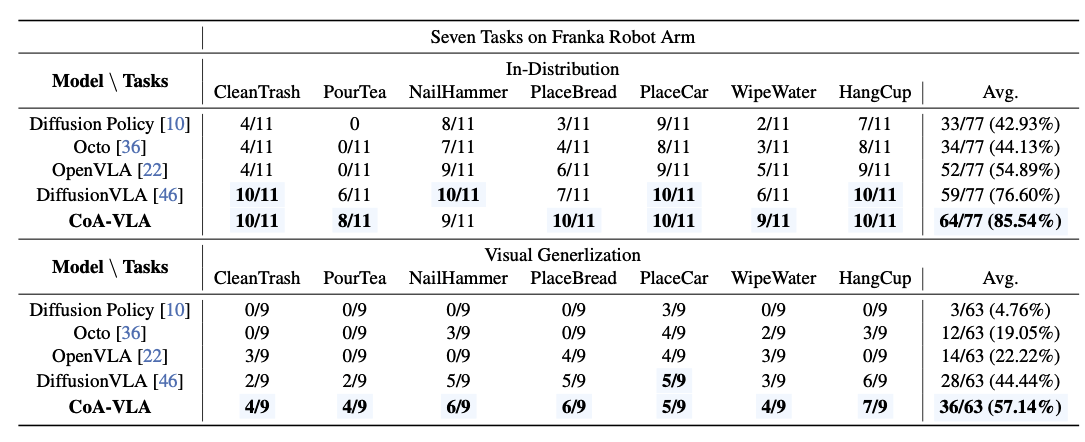 Seven Tasks on Franka Robot Arm
Model \ Tasks In-Distribution
CleanTrash PourTea NailHammer PlaceBread PlaceCar WipeWater HangCup Avg.
Diffusion Policy [10] 4/11 0 8/11 3/11 9/11 2/11 7/11 33/77 (42.93%)
Octo [36] 4/11 0/11 7/11 4/11 8/11 3/11 8/11 34/77 (44.13%)
OpenVLA [22] 4/11 0/11 9/11 6/11 9/11 5/11 9/11 52/77 (54.89%)
DiffusionVLA [46] 10/11 6/11 10/11 7/11 10/11 6/11 10/11 59/77 (76.60%)
CoA-VLA 10/11 8/11 9/11 10/11 10/11 9/11 10/11 64/77 (85.54%)
Model \ Tasks Visual Generlization
CleanTrash PourTea NailHammer PlaceBread PlaceCar WipeWater HangCup Avg.
Diffusion Policy [10] 0/9 0/9 0/9 0/9 3/9 0/9 0/9 3/63 (4.76%)
Octo [36] 0/9 0/9 3/9 0/9 4/9 2/9 3/9 12/63 (19.05%)
OpenVLA [22] 3/9 0/9 0/9 4/9 4/9 3/9 0/9 14/63 (22.22%)
DiffusionVLA [46] 2/9 2/9 5/9 5/9 5/9 3/9 6/9 28/63 (44.44%)
CoA-VLA 4/9 4/9 6/9 6/9 5/9 4/9 7/9 36/63 (57.14%)